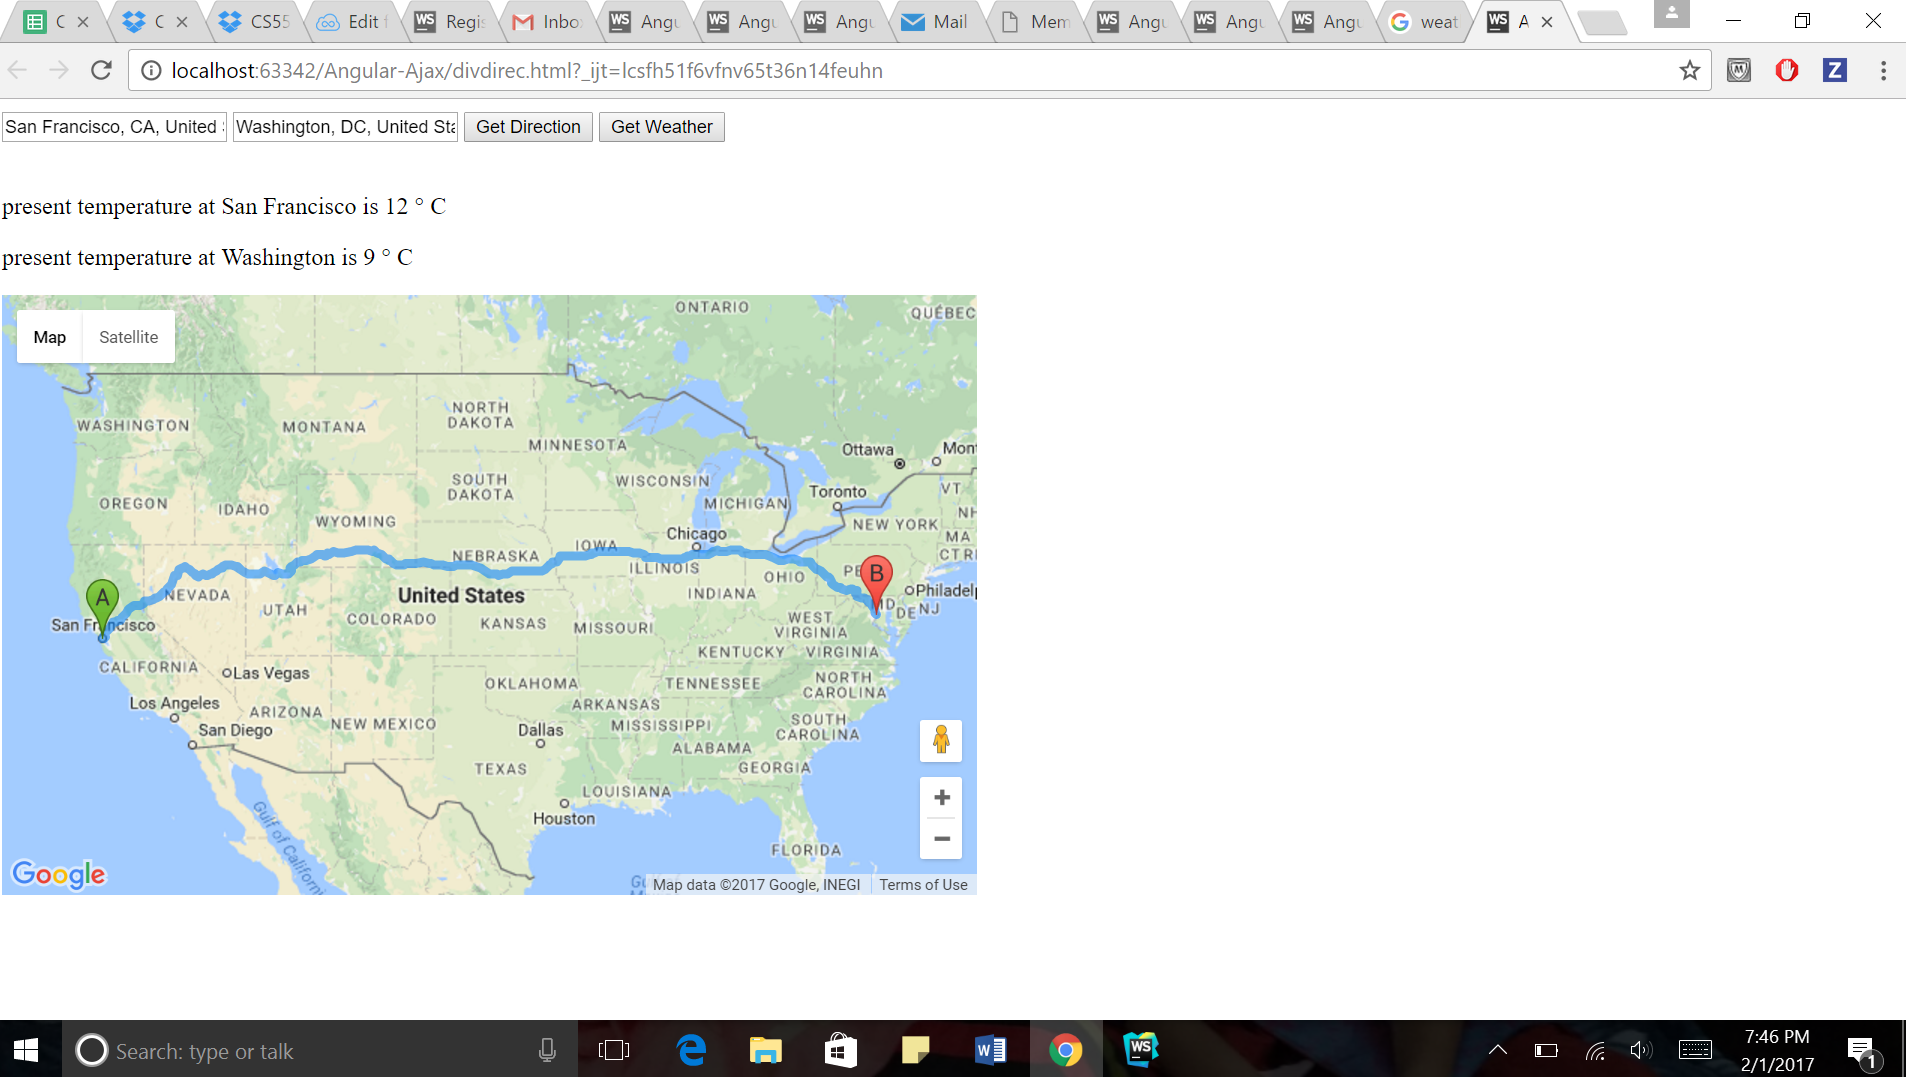 C
C
CS55
Edit
Regis
Inbo
Angu
Angu
Angu
Mail
Mem
Angu
Angu
Angu
weat
A
localhost:63342/Angular-Ajax/divdirec.html?_ijt=lcsfh51f6vfnv65t36n14feuhn
San Francisco, CA, United Washington, DC, United Sta Get Direction Get Weather
present temperature at San Francisco is 12 ° C
present temperature at Washington is 9 ° C
Map Satellite
ONTARIO
QUÉBEC
WASHINGTON
MONTANA
NORTH
DAKOTA
MINNESOTA
Ottawa
Mont
SOUTH
DAKOTA
WISCONSIN
MICHIGAN
Toronto
VT
NH
OREGON
IDAHO
WYOMING
NEW YORK
MA
CT RI
Chicago
IOWA
NEBRASKA
ILLINOIS
OHIO
PE
B
Philadelp
MD
DE NJ
INDIANA
United States
NEVADA
A
San Francisco
UTAH
COLORADO
KANSAS
MISSOURI
WEST
VIRGINIA
KENTUCKY
VIRGINIA
CALIFORNIA
Las Vegas
OKLAHOMA
TENNESSEE
NORTH
CAROLINA
Los Angeles
ARIZONA
NEW MEXICO
ARKANSAS
San Diego
Dallas
MISSISSIPPI
SOUTH
CAROLINA
ALABAMA
GEORGIA
TEXAS
LOUISIANA
Houston
Gulf of Californi
FLORIDA
Google
Map data ©2017 Google, INEGI Terms of Use
Search: type or talk
7:46 PM
2/1/2017
1